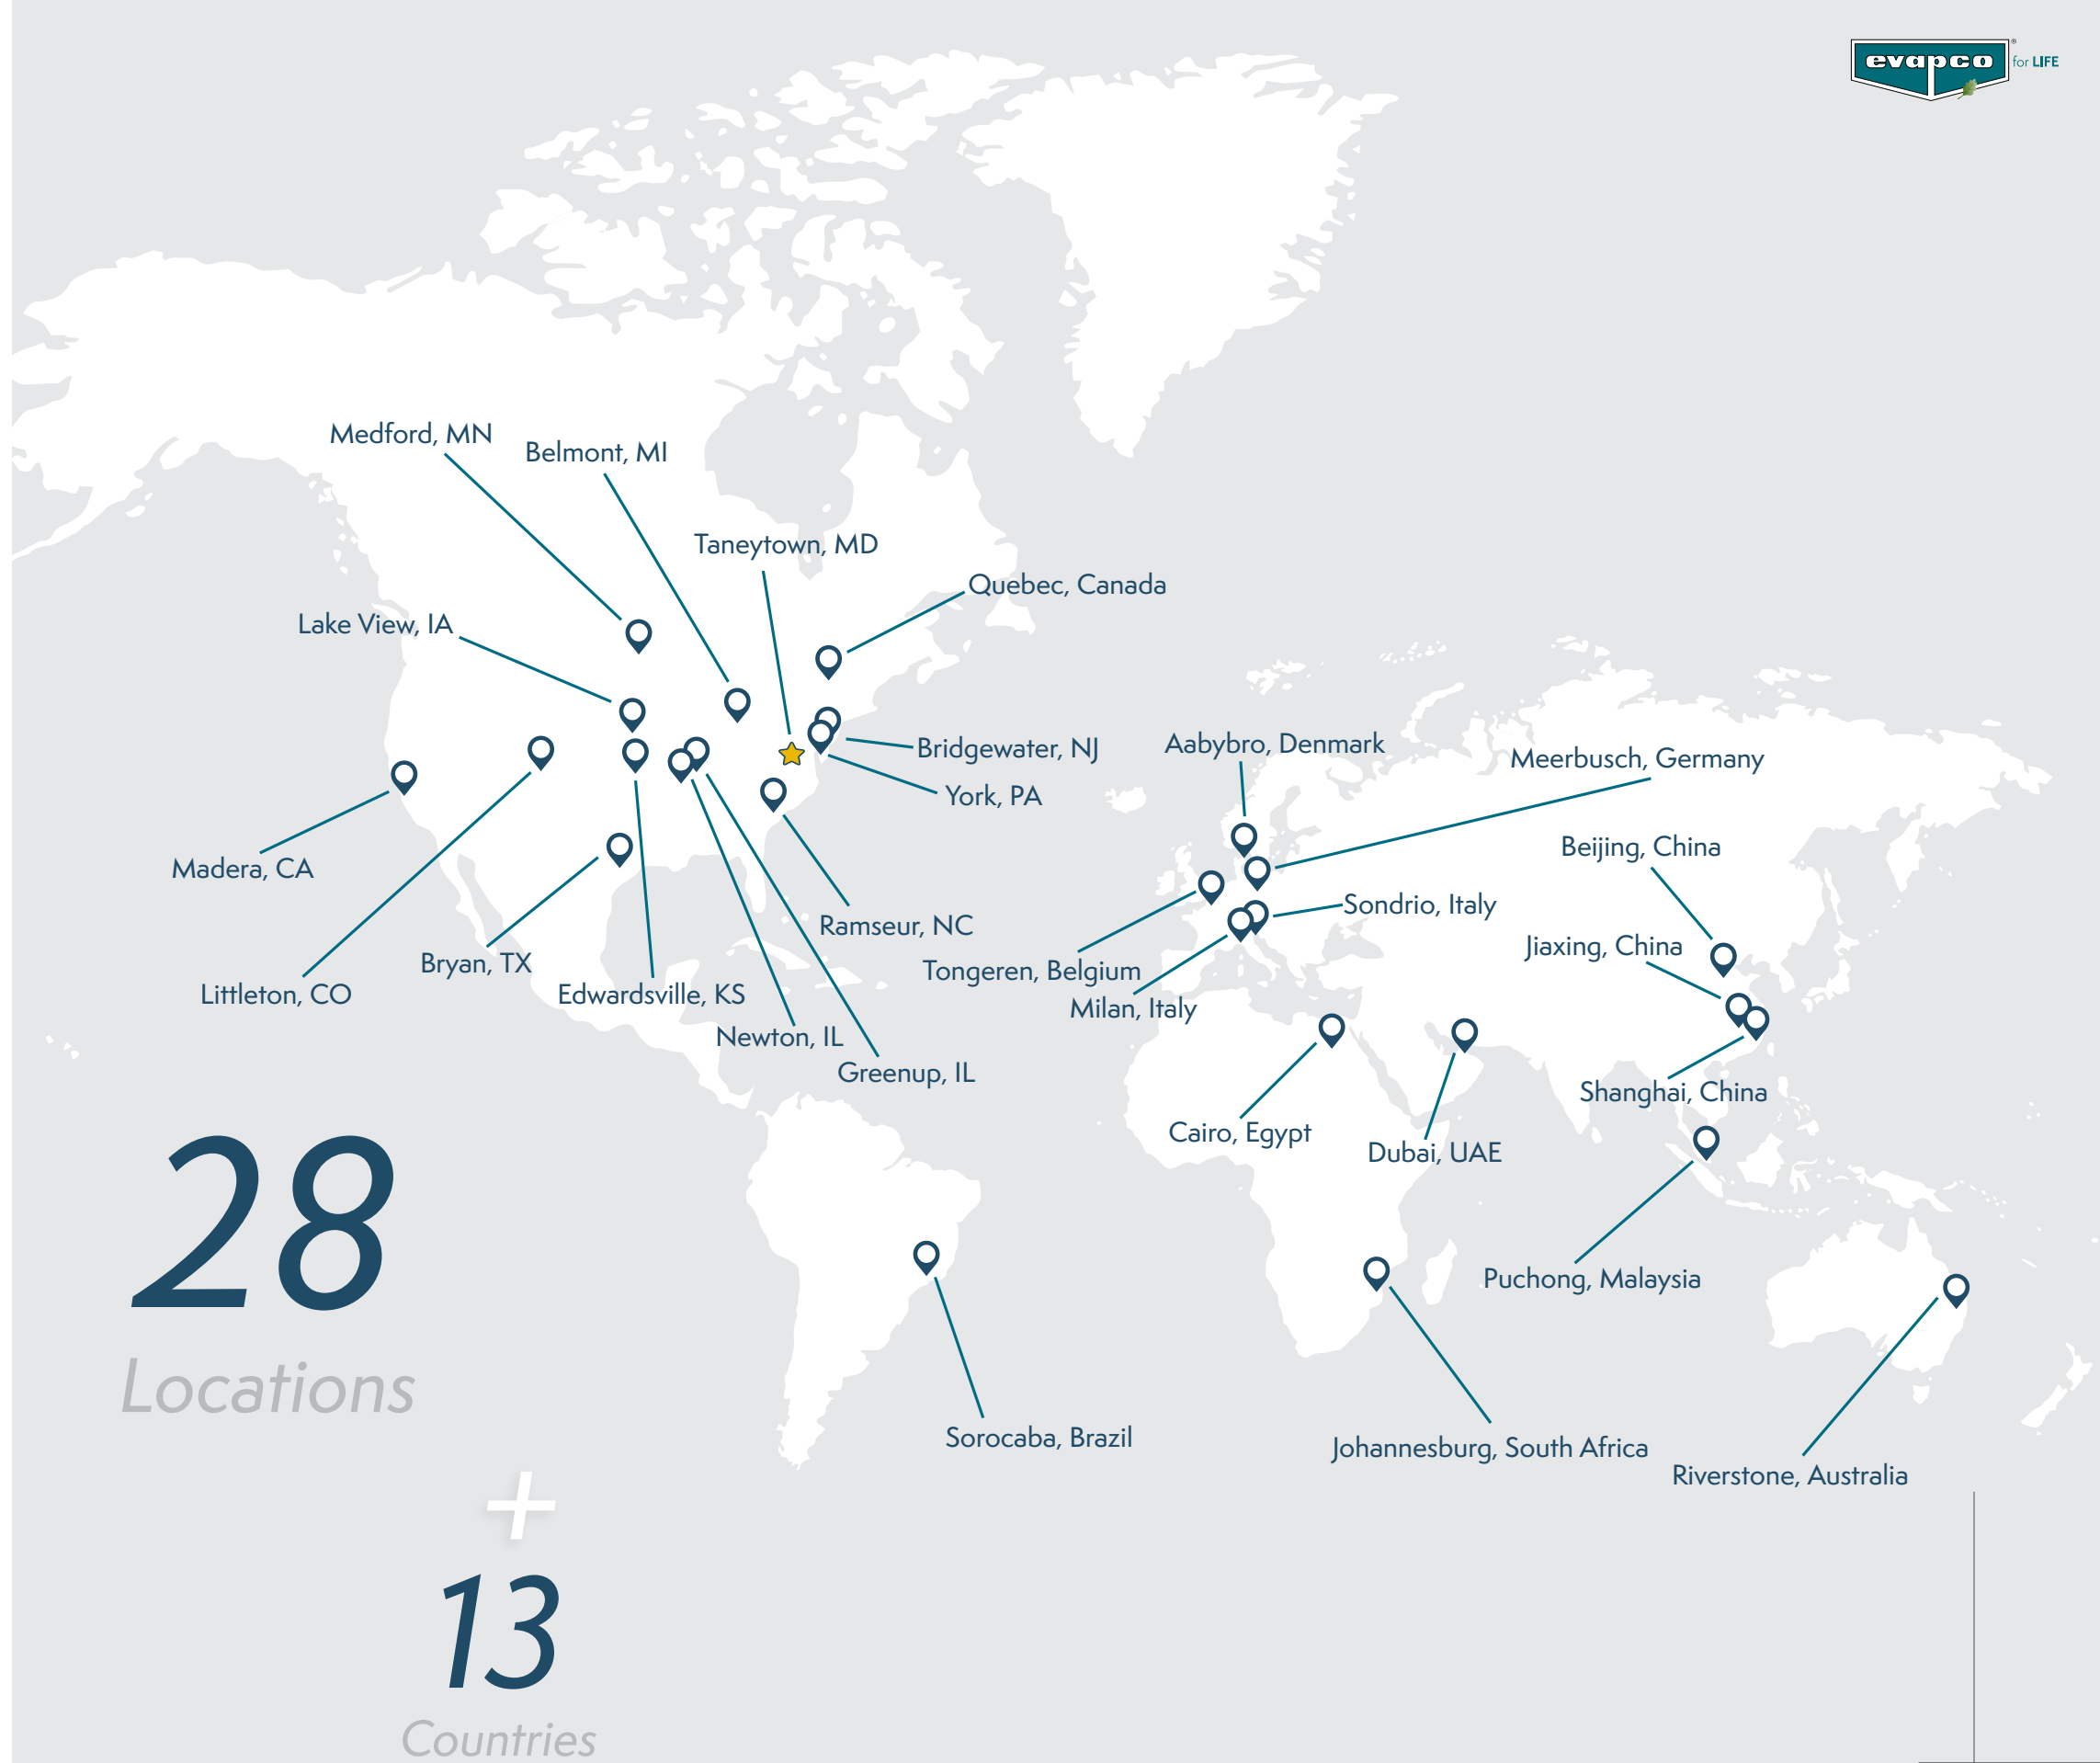 evapco® for LIFE
Medford, MN
Belmont, MI
Taneytown, MD
Quebec, Canada
Lake View, IA
Bridgewater, NJ
Aabybro, Denmark
Meerbusch, Germany
York, PA
Beijing, China
Madera, CA
Sondrio, Italy
Ramseur, NC
Jiaxing, China
Bryan, TX
Tongeren, Belgium
Littleton, CO
Edwardsville, KS
Milan, Italy
Newton, IL
Greenup, IL
Shanghai, China
Cairo, Egypt
Dubai, UAE
28
Locations
Puchong, Malaysia
Sorocaba, Brazil
Johannesburg, South Africa
Riverstone, Australia
+
13
Countries